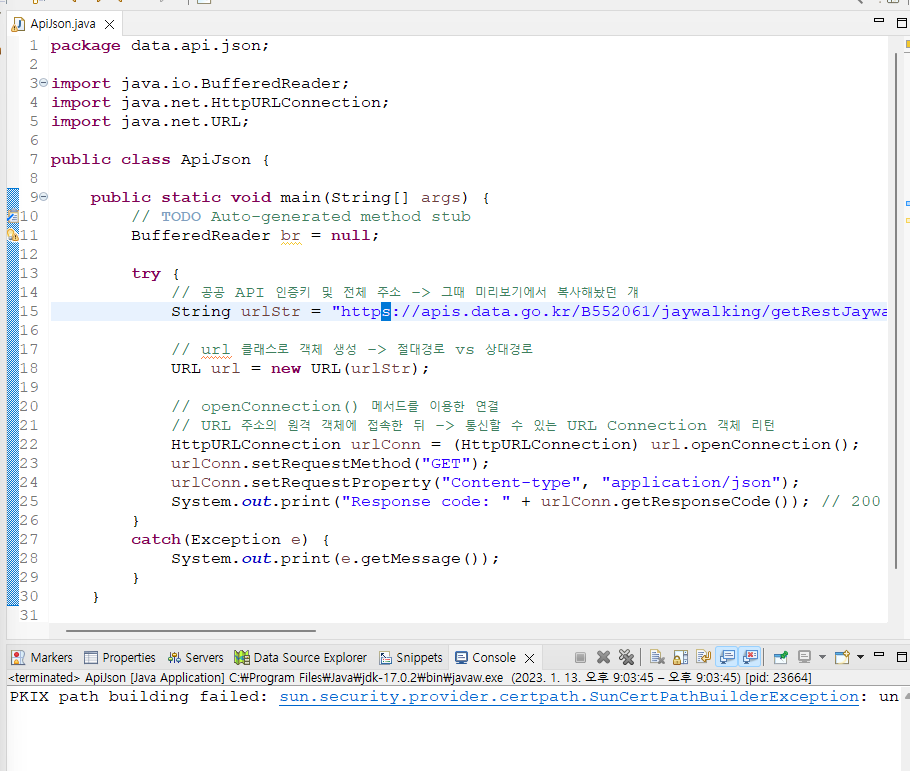 ApiJson.java
1 package data.api.json;
2
3 import java.io.BufferedReader;
4 import java.net.HttpURLConnection;
5 import java.net.URL;
6
7 public class ApiJson {
8
9 public static void main(String[] args) {
10 // TODO Auto-generated method stub
11 BufferedReader br = null;
12
13 try {
14 // 공공 API 인증키 및 전체 주소 -> 그때 미리보기에서 복사해놨던 걔
15 String urlStr = "https://apis.data.go.kr/B552061/jaywalking/getRestJaywa
16
17 // url 클래스로 객체 생성 -> 절대경로 vs 상대경로
18 URL url = new URL(urlStr);
19
20 // openConnection() 메서드를 이용한 연결
21 // URL 주소의 원격 객체에 접속한 뒤 -> 통신할 수 있는 URL Connection 객체 리턴
22 HttpURLConnection urlConn = (HttpURLConnection) url.openConnection();
23 urlConn.setRequestMethod("GET");
24 urlConn.setRequestProperty("Content-type", "application/json");
25 System.out.print("Response code: " + urlConn.getResponseCode()); // 200
26 }
27 catch(Exception e) {
28 System.out.print(e.getMessage());
29 }
30 }
31
Markers Properties Servers Data Source Explorer Snippets Console
<terminated> ApiJson [Java Application] C:₩Program Files₩Java₩jdk-17.0.2₩bin₩javaw.exe (2023. 1. 13. 오후 9:03:45 – 오후 9:03:45) [pid: 23664]
PKIX path building failed: sun.security.provider.certpath.SunCertPathBuilderException: un